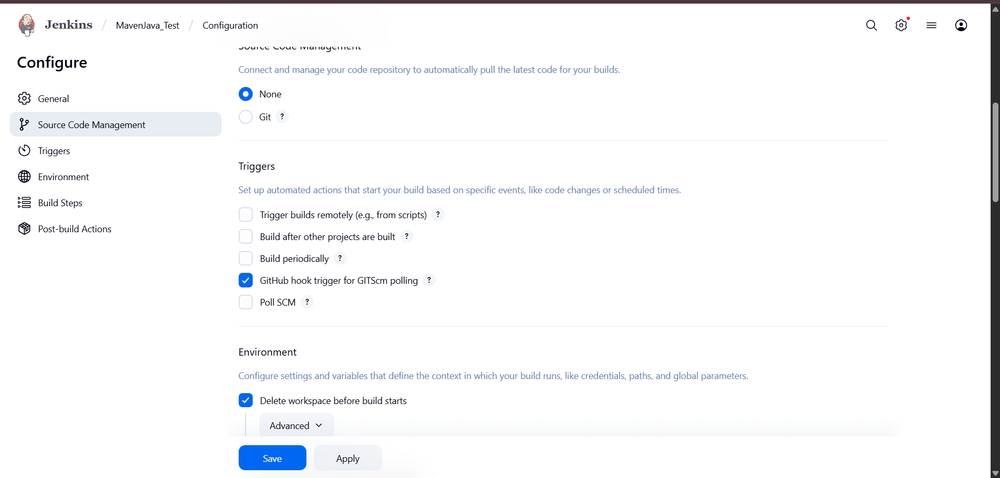 Jenkins / MavenJava_Test / Configuration
Configure
General
Source Code Management
Triggers
Environment
Build Steps
Post-build Actions
Source Code Management
Connect and manage your code repository to automatically pull the latest code for your builds.
None
Git ?
Triggers
Set up automated actions that start your build based on specific events, like code changes or scheduled times.
Trigger builds remotely (e.g., from scripts) ?
Build after other projects are built ?
Build periodically ?
GitHub hook trigger for GITScm polling ?
Poll SCM ?
Environment
Configure settings and variables that define the context in which your build runs, like credentials, paths, and global parameters.
Delete workspace before build starts
Advanced
Save Apply